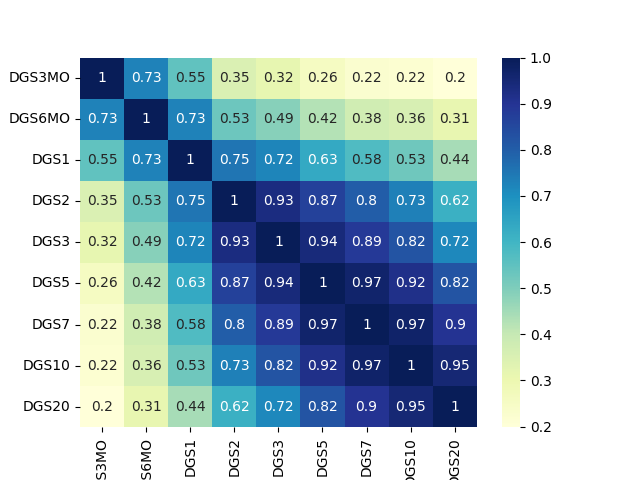 DGS3MO 1 0.73 0.55 0.35 0.32 0.26 0.22 0.22 0.2
DGS6MO 0.73 1 0.73 0.53 0.49 0.42 0.38 0.36 0.31
DGS1 0.55 0.73 1 0.75 0.72 0.63 0.58 0.53 0.44
DGS2 0.35 0.53 0.75 1 0.93 0.87 0.8 0.73 0.62
DGS3 0.32 0.49 0.72 0.93 1 0.94 0.89 0.82 0.72
DGS5 0.26 0.42 0.63 0.87 0.94 1 0.97 0.92 0.82
DGS7 0.22 0.38 0.58 0.8 0.89 0.97 1 0.97 0.9
DGS10 0.22 0.36 0.53 0.73 0.82 0.92 0.97 1 0.95
DGS20 0.2 0.31 0.44 0.62 0.72 0.82 0.9 0.95 1
S3MO S6MO DGS1 DGS2 DGS3 DGS5 DGS7 GS10 GS20
1.0
0.9
0.8
0.7
0.6
0.5
0.4
0.3
0.2